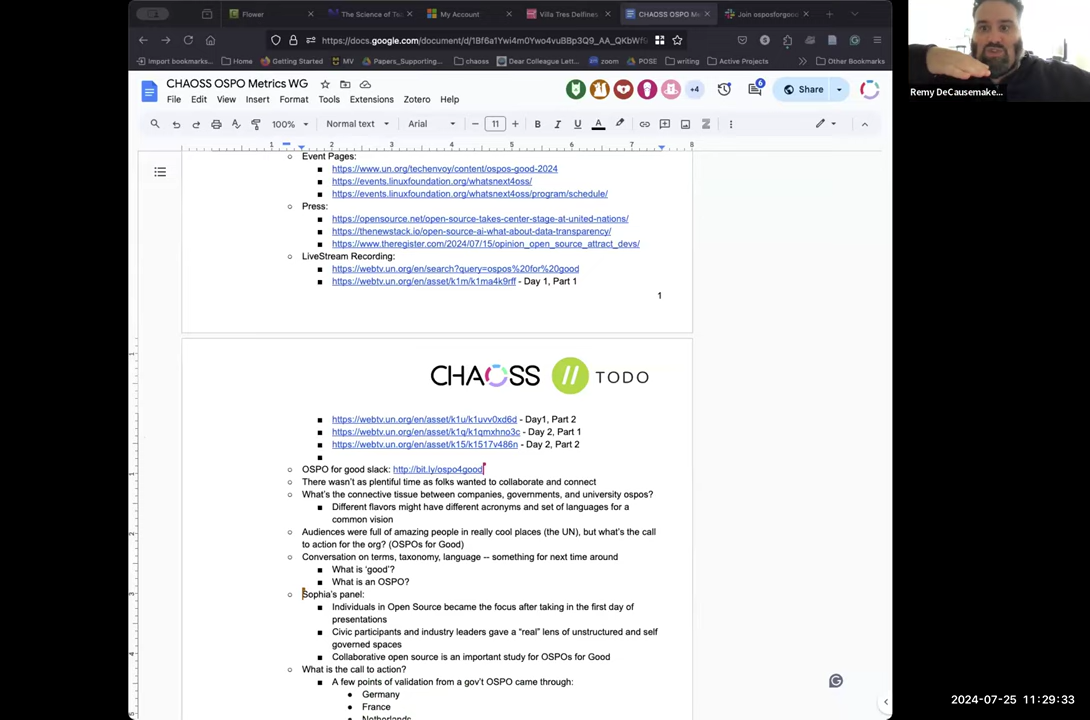 Flower
The Science of Te
My Account
Villa Tres Delfines
CHAOSS OSPO M
Join osposforgood
https://docs.google.com/document/d/1Bf6a1Ywi4m0Ywo4vuBBp3Q9_AA_QKbWf
Import bookmarks...
Home
Getting Started
MV
Papers_Supporting...
chaoss
Dear Colleague Lett...
zoom
POSE
writing
Active Projects
Other Bookmarks
Remy DeCausemake...
CHAOSS OSPO Metrics WG
File Edit View Insert Format Tools Extensions Zotero Help
+4
6
Share
100%
Normal text
Arial
11
B I U A
1 2 3 4 5 6 7 8
Event Pages:
https://www.un.org/techenvoy/content/ospos-good-2024
https://events.linuxfoundation.org/whatsnext4oss/
https://events.linuxfoundation.org/whatsnext4oss/program/schedule/
Press:
https://opensource.net/open-source-takes-center-stage-at-united-nations/
https://thenewstack.io/open-source-ai-what-about-data-transparency/
https://www.theregister.com/2024/07/15/opinion_open_source_attract_devs/
LiveStream Recording:
https://webtv.un.org/en/search?query=ospos%20for%20good
https://webtv.un.org/en/asset/k1m/k1ma4k9rff - Day 1, Part 1
1
CHAOSS // TODO
https://webtv.un.org/en/asset/k1u/k1uvv0xd6d - Day1, Part 2
https://webtv.un.org/en/asset/k1q/k1qmxhno3c - Day 2, Part 1
https://webtv.un.org/en/asset/k15/k1517v486n - Day 2, Part 2
OSPO for good slack: http://bit.ly/ospo4good
There wasn't as plentiful time as folks wanted to collaborate and connect
What's the connective tissue between companies, governments, and university ospos?
Different flavors might have different acronyms and set of languages for a
common vision
Audiences were full of amazing people in really cool places (the UN), but what's the call
to action for the org? (OSPOs for Good)
Conversation on terms, taxonomy, language -- something for next time around
What is 'good'?
What is an OSPO?
Sophia's panel:
Individuals in Open Source became the focus after taking in the first day of
presentations
Civic participants and industry leaders gave a "real" lens of unstructured and self
governed spaces
Collaborative open source is an important study for OSPOs for Good
What is the call to action?
A few points of validation from a gov't OSPO came through:
Germany
France
Netherlands
2024-07-25 11:29:33